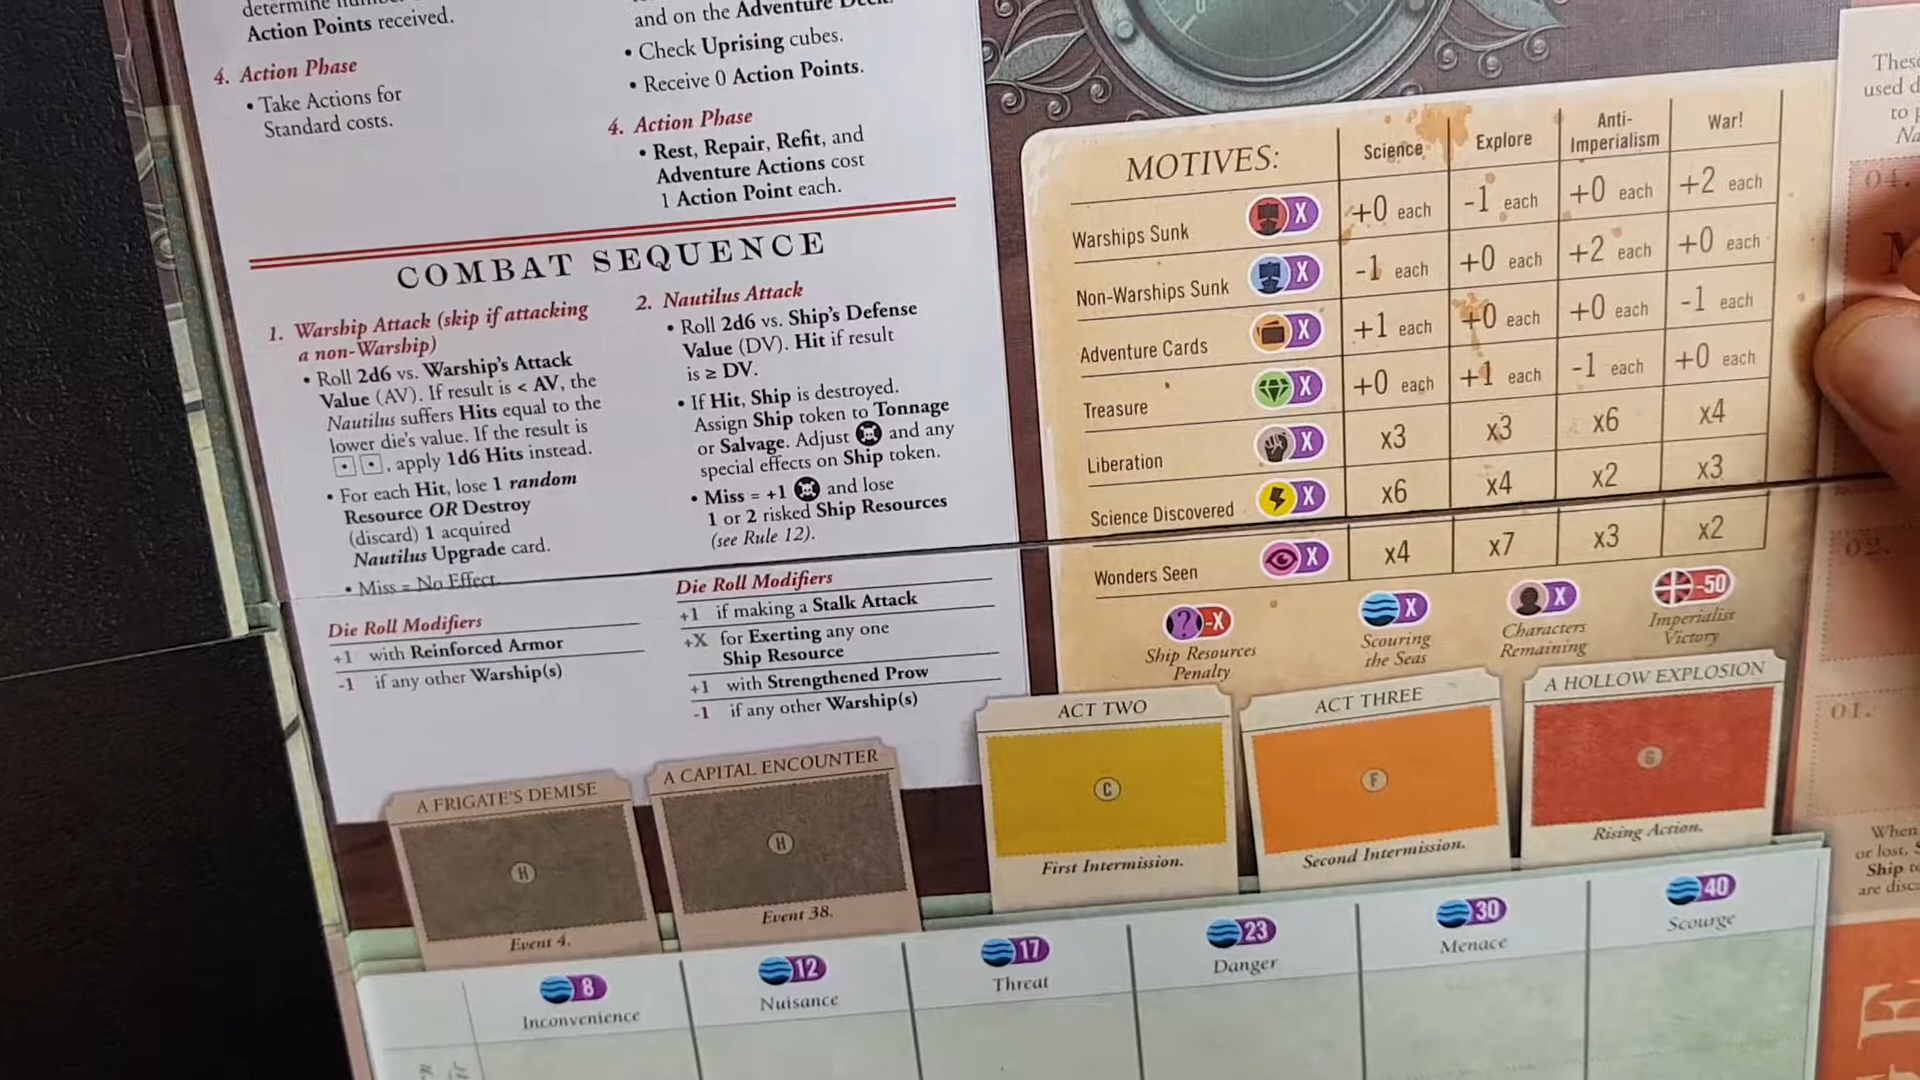 Action Points received.
4. Action Phase
• Take Actions for
Standard costs.
and on the Adventure Deck.
• Check Uprising cubes.
• Receive 0 Action Points.
4. Action Phase
• Rest, Repair, Refit, and
Adventure Actions cost
1 Action Point each.
COMBAT SEQUENCE
1. Warship Attack (skip if attacking
a non-Warship)
• Roll 2d6 vs. Warship's Attack
Value (AV). If result is < AV, the
Nautilus suffers Hits equal to the
lower die's value. If the result is
, apply 1d6 Hits instead.
• For each Hit, lose 1 random
Resource OR Destroy
(discard) 1 acquired
Nautilus Upgrade card.
• Miss = No Effect.
Die Roll Modifiers
+1 with Reinforced Armor
-1 if any other Warship(s)
2. Nautilus Attack
• Roll 2d6 vs. Ship's Defense
Value (DV). Hit if result
is ≥ DV.
• If Hit, Ship is destroyed.
Assign Ship token to Tonnage
or Salvage. Adjust and any
special effects on Ship token.
• Miss = +1 and lose
1 or 2 risked Ship Resources
(see Rule 12).
Die Roll Modifiers
+1 if making a Stalk Attack
+X for Exerting any one
Ship Resource
+1 with Strengthened Prow
-1 if any other Warship(s)
MOTIVES: Science Explore Anti-Imperialism War!
Warships Sunk X +0 each -1 each +0 each +2 each
Non-Warships Sunk X -1 each +0 each +2 each +0 each
Adventure Cards X +1 each +0 each +0 each -1 each
Treasure X +0 each +1 each -1 each +0 each
Liberation X x3 x3 x6 x4
Science Discovered X x6 x4 x2 x3
Wonders Seen X x4 x7 x3 x2
? -X X X -50
Ship Resources
Penalty
Scouring
the Seas
Characters
Remaining
Imperialist
Victory
A FRIGATE'S DEMISE
H
Event 4.
A CAPITAL ENCOUNTER
H
Event 38.
ACT TWO
C
First Intermission.
ACT THREE
F
Second Intermission.
A HOLLOW EXPLOSION
G
Rising Action.
8 12 17 23 30 40
Inconvenience Nuisance Threat Danger Menace Scourge
These
used d
to p
04.
02.
01.
When
or lost, S
Ship to
are disc